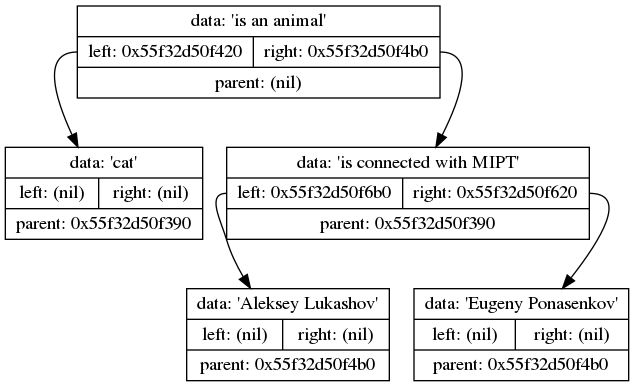 data: 'is an animal'
left: 0x55f32d50f420 right: 0x55f32d50f4b0
parent: (nil)
data: 'cat'
left: (nil) right: (nil)
parent: 0x55f32d50f390
data: 'is connected with MIPT'
left: 0x55f32d50f6b0 right: 0x55f32d50f620
parent: 0x55f32d50f390
data: 'Aleksey Lukashov'
left: (nil) right: (nil)
parent: 0x55f32d50f4b0
data: 'Eugeny Ponasenkov'
left: (nil) right: (nil)
parent: 0x55f32d50f4b0